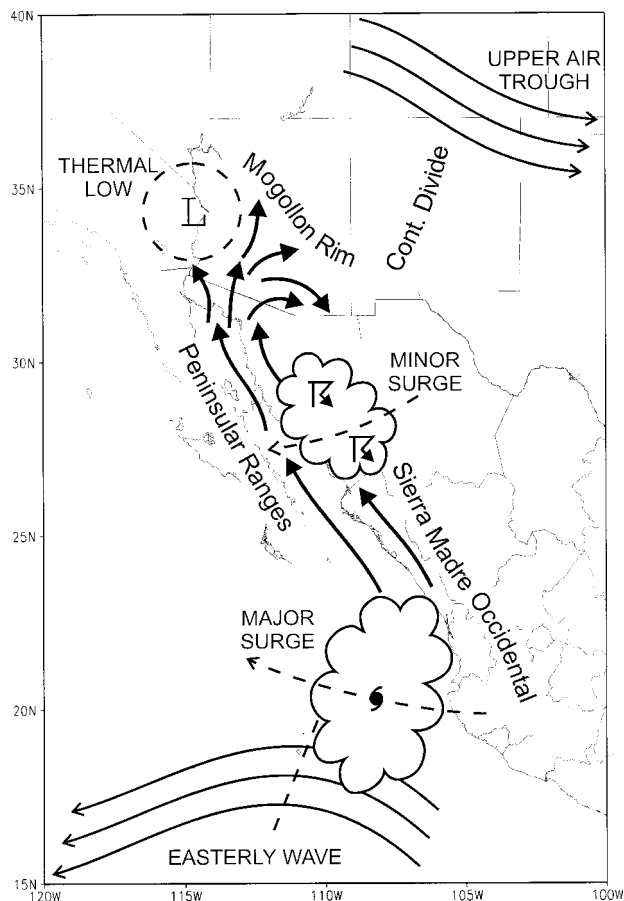 40N
UPPER AIR
TROUGH
THERMAL
LOW
Mogollon Rim
Cont. Divide
35N
L
30N
MINOR
SURGE
Peninsular Ranges
Sierra Madre Occidental
25N
MAJOR
SURGE
20N
EASTERLY WAVE
15N
120W
115W
110W
105W
100W